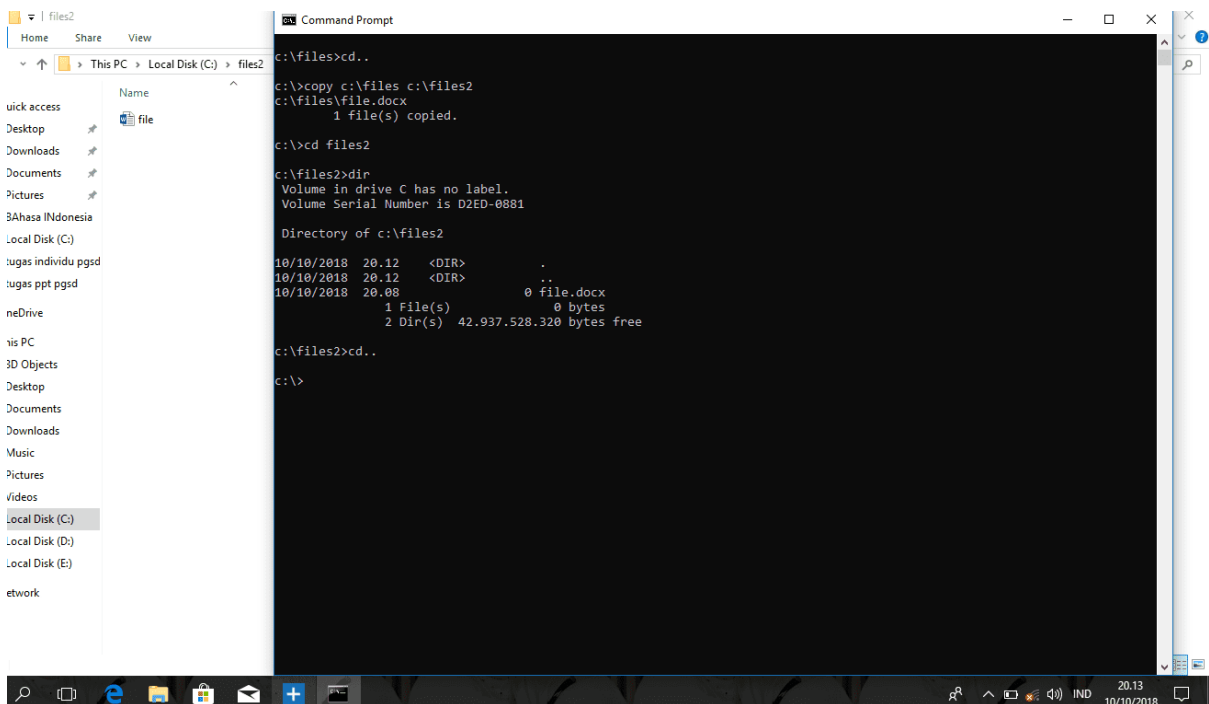 files2
Home Share View
This PC > Local Disk (C:) > files2
Name
file
uick access
Desktop
Downloads
Documents
Pictures
BAhasa INdonesia
Local Disk (C:)
tugas individu pgsd
tugas ppt pgsd
neDrive
his PC
3D Objects
Desktop
Documents
Downloads
Music
Pictures
Videos
Local Disk (C:)
Local Disk (D:)
Local Disk (E:)
etwork
Command Prompt
c:\files>cd..
c:\>copy c:\files c:\files2
c:\files\file.docx
1 file(s) copied.
c:\>cd files2
c:\files2>dir
Volume in drive C has no label.
Volume Serial Number is D2ED-0881
Directory of c:\files2
10/10/2018 20.12 <DIR> .
10/10/2018 20.12 <DIR> ..
10/10/2018 20.08 0 file.docx
1 File(s) 0 bytes
2 Dir(s) 42.937.528.320 bytes free
c:\files2>cd..
c:\>
IND
20.13
10/10/2018